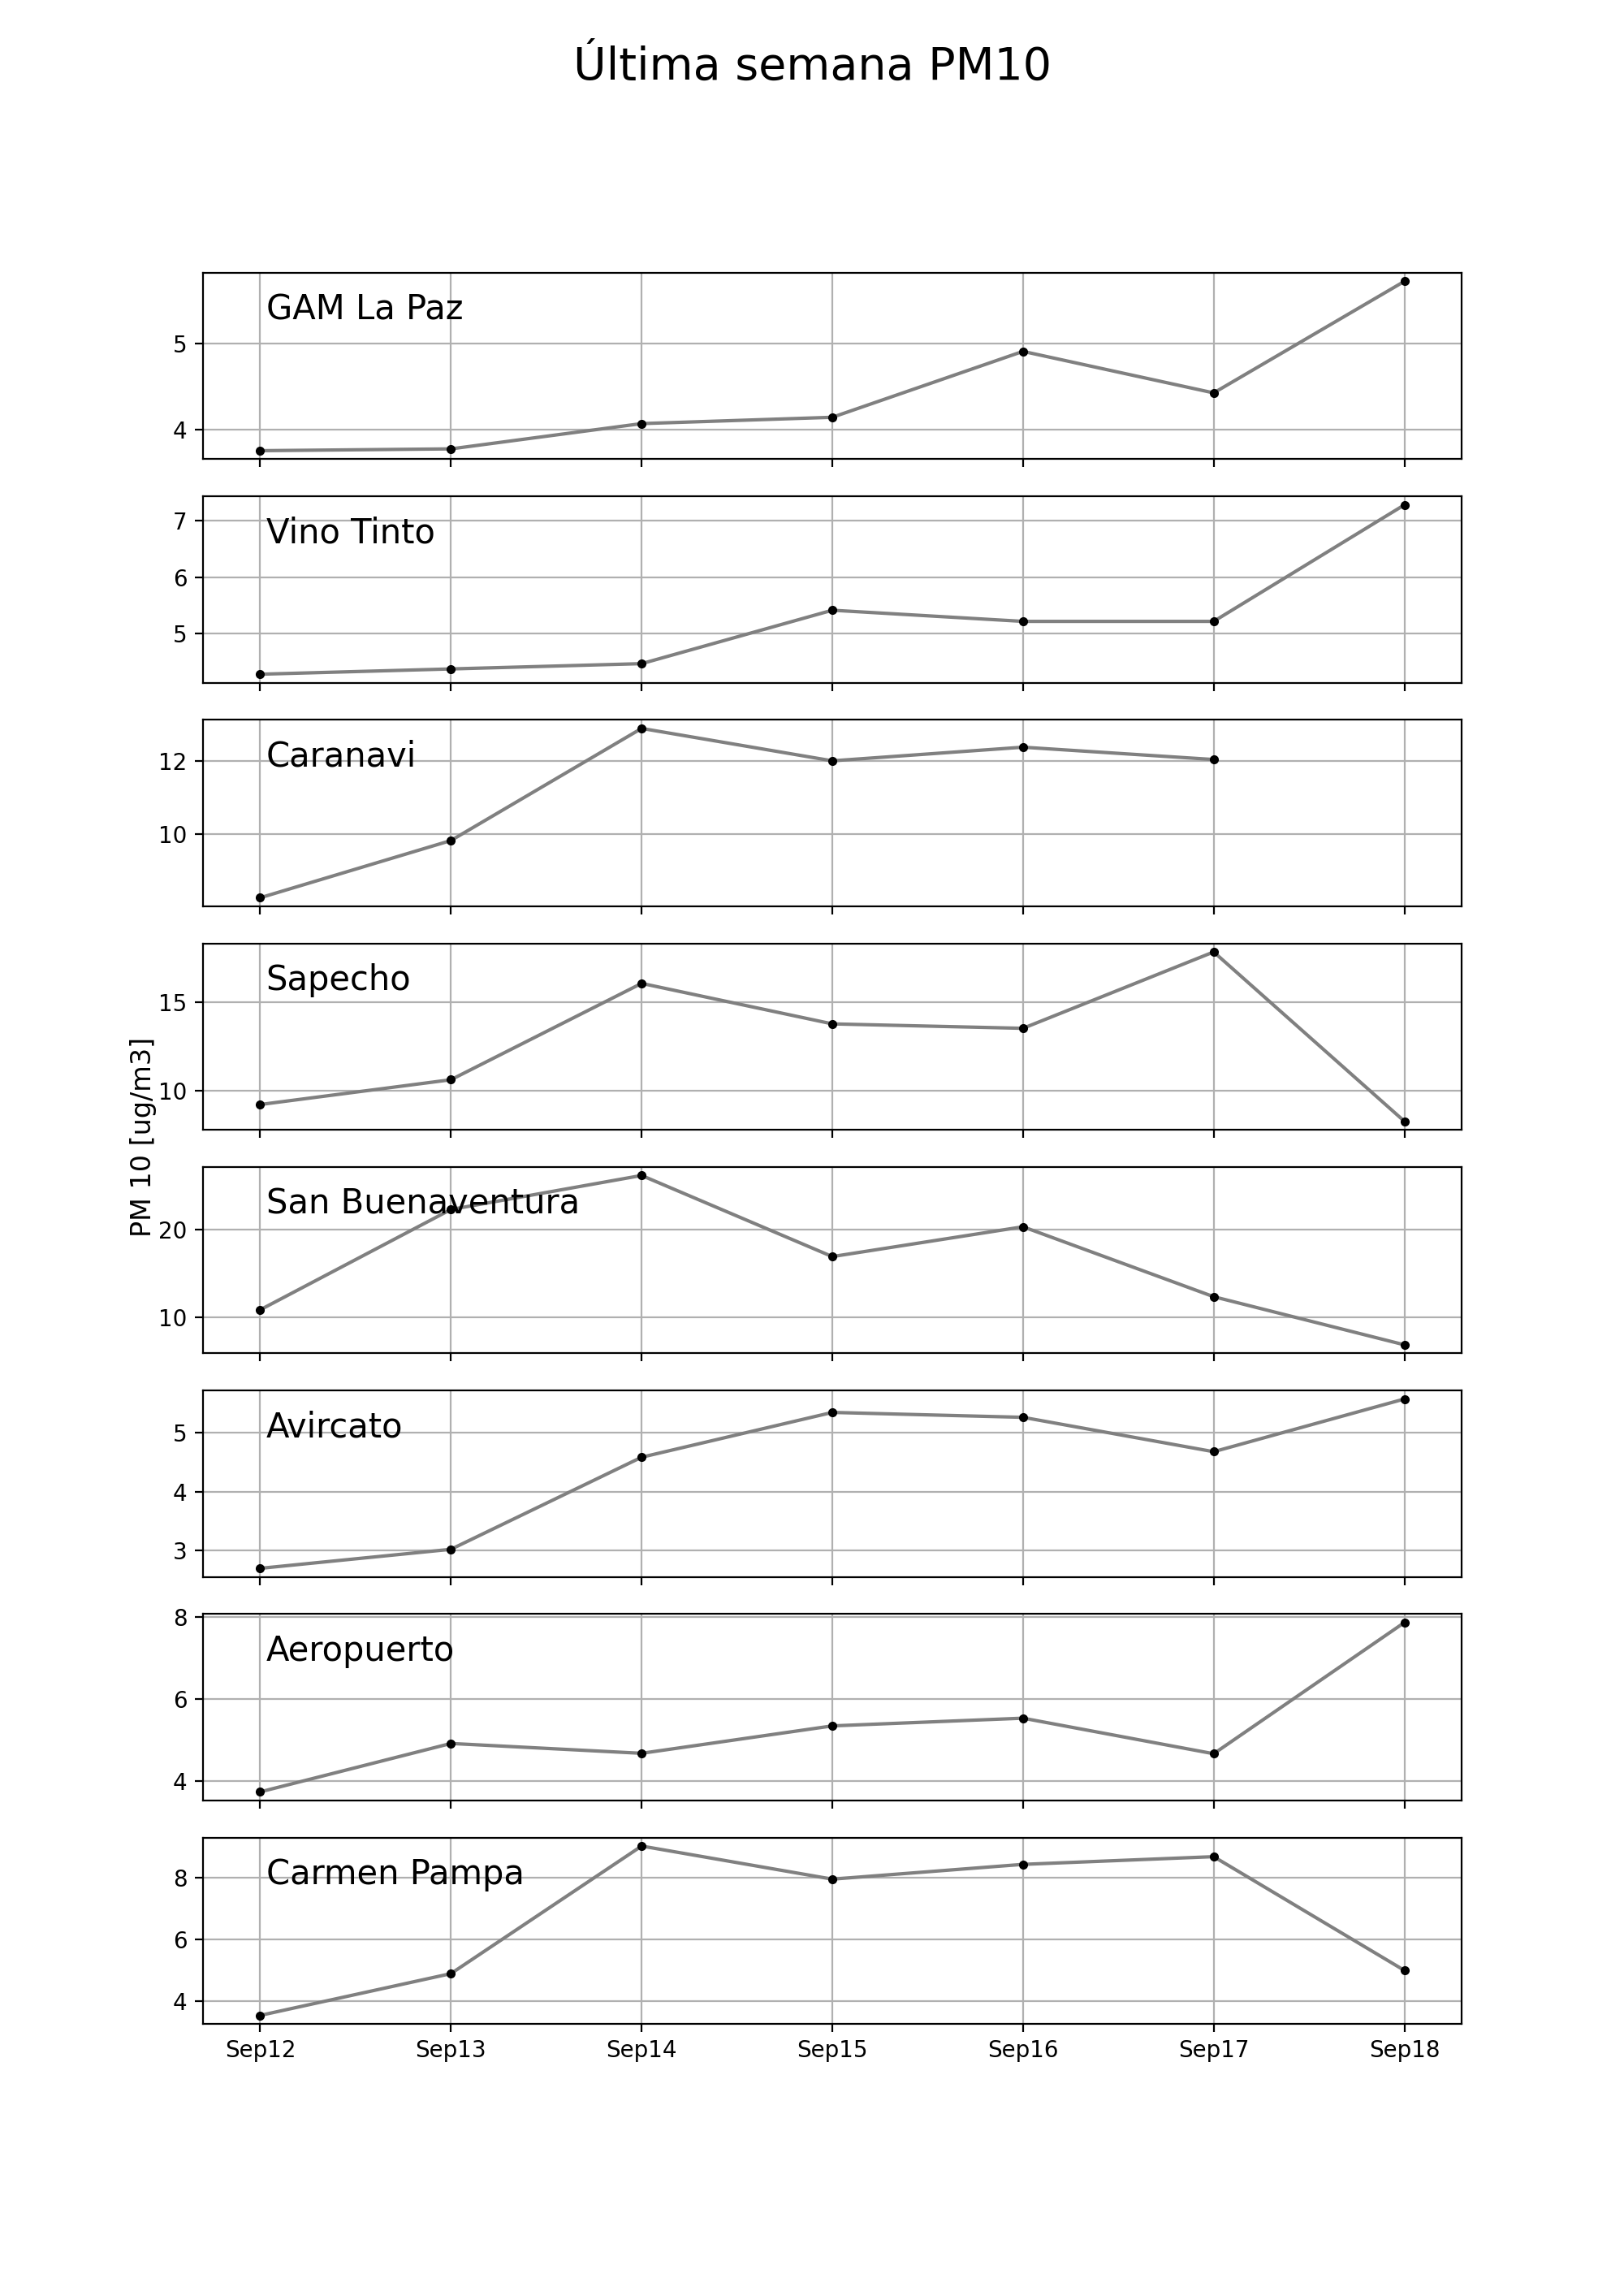 Última semana PM10
PM 10 [ug/m3]
GAM La Paz
5
4
Vino Tinto
7
6
5
Caranavi
12
10
Sapecho
15
10
San Buenaventura
20
10
Avircato
5
4
3
Aeropuerto
8
6
4
Carmen Pampa
8
6
4
Sep12 Sep13 Sep14 Sep15 Sep16 Sep17 Sep18